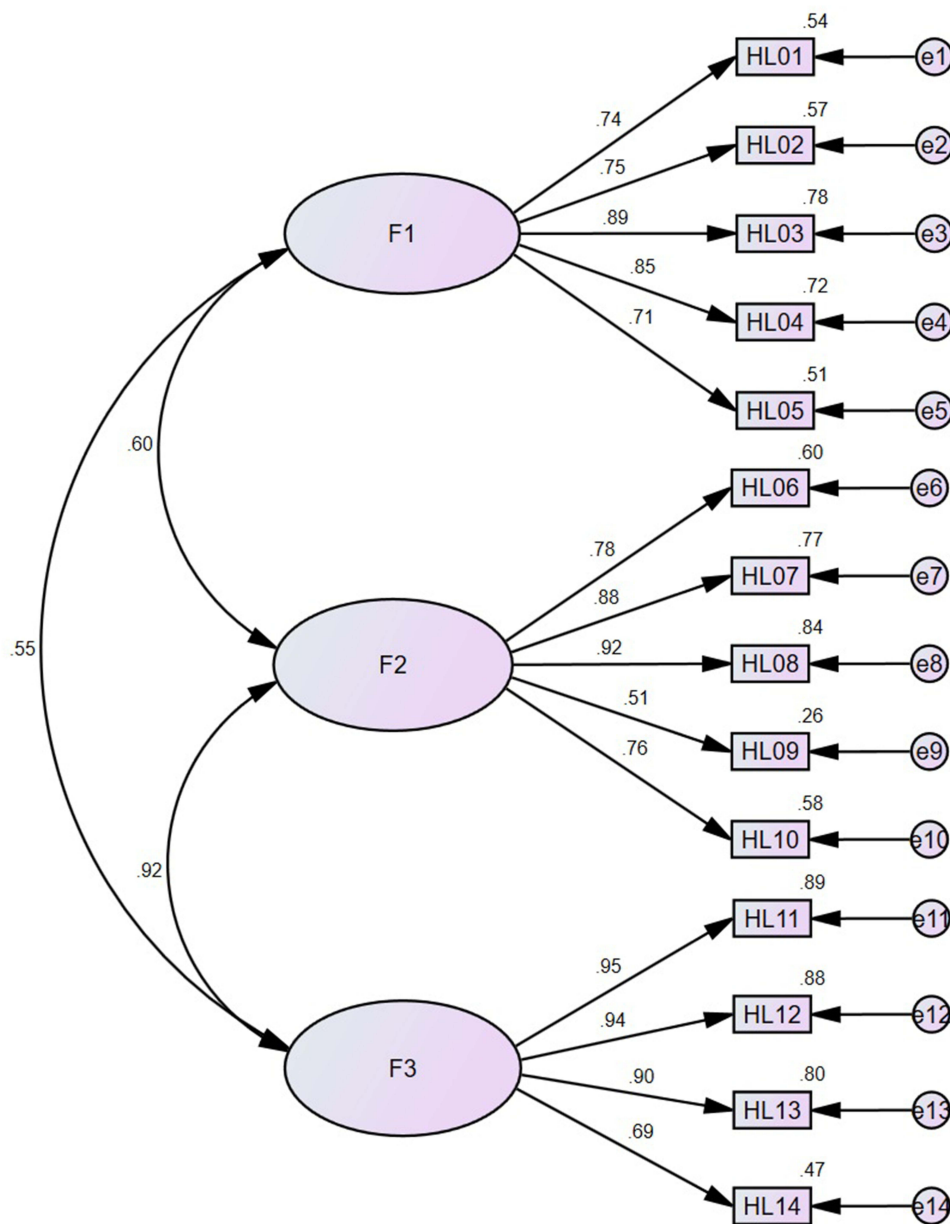 .54
HL01
e1
.74
.57
HL02
e2
.75
.78
HL03
e3
.89
F1
.72
HL04
e4
.85
.71
.51
HL05
e5
.60
.60
HL06
e6
.78
.77
HL07
e7
.88
.84
HL08
e8
.92
F2
.55
.51
.26
HL09
e9
.76
.58
HL10
e10
.92
.89
HL11
e11
.95
.88
HL12
e12
.94
F3
.90
.80
HL13
e13
.69
.47
HL14
e14